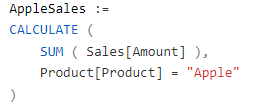 AppleSales :=
CALCULATE (
    SUM ( Sales[Amount] ),
    Product[Product] = "Apple"
)